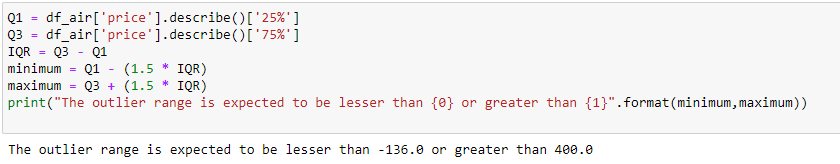 Q1 = df_air['price'].describe()['25%']
Q3 = df_air['price'].describe()['75%']
IQR = Q3 - Q1
minimum = Q1 - (1.5 * IQR)
maximum = Q3 + (1.5 * IQR)
print("The outlier range is expected to be lesser than {0} or greater than {1}".format(minimum,maximum))
The outlier range is expected to be lesser than -136.0 or greater than 400.0